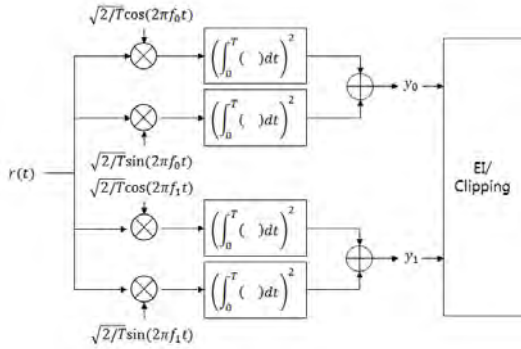 √2/T cos(2πf₀t)
(∫₀ᵀ( )dt)²
(∫₀ᵀ( )dt)²
y₀
√2/T sin(2πf₀t)
r(t)
√2/T cos(2πf₁t)
EI/
Clipping
(∫₀ᵀ( )dt)²
(∫₀ᵀ( )dt)²
y₁
√2/T sin(2πf₁t)